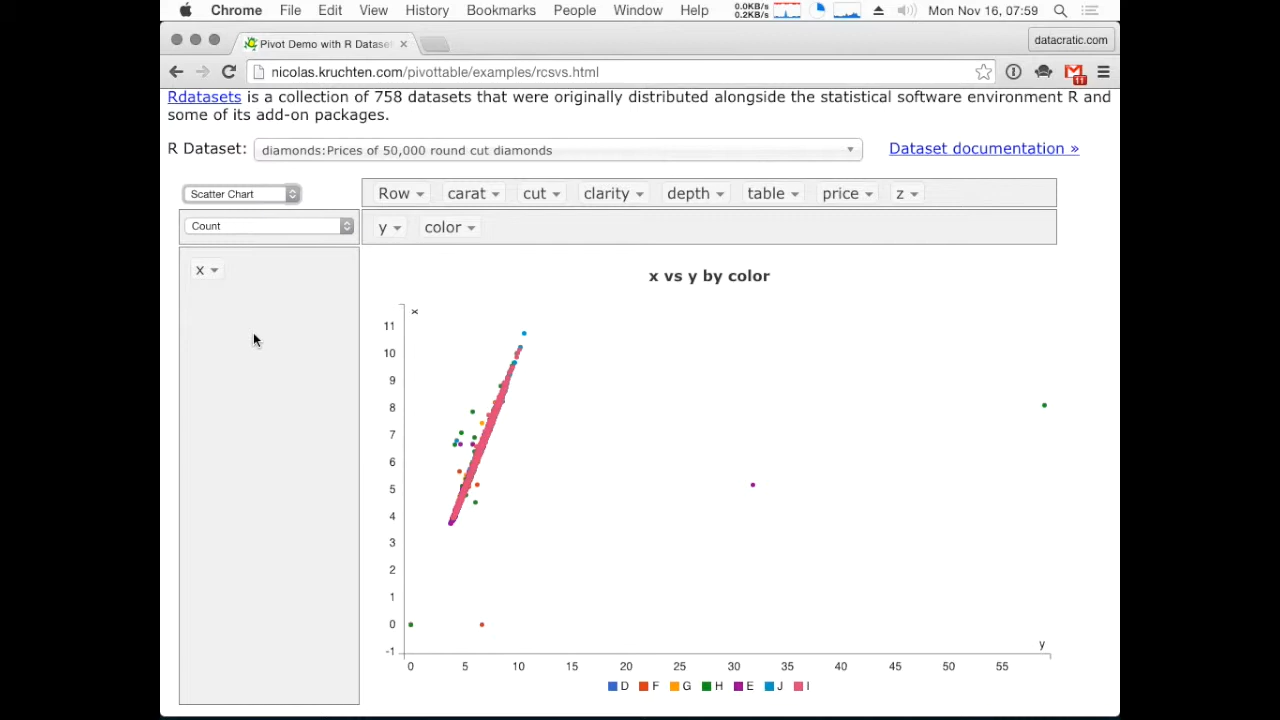 Chrome File Edit View History Bookmarks People Window Help 0.0KB/s 0.2KB/s Mon Nov 16, 07:59
Pivot Demo with R Dataset × datacratic.com
nicolas.kruchten.com/pivottable/examples/rcsvs.html 11
Rdatasets is a collection of 758 datasets that were originally distributed alongside the statistical software environment R and
some of its add-on packages.
R Dataset: diamonds:Prices of 50,000 round cut diamonds Dataset documentation »
Scatter Chart Row carat cut clarity depth table price z
Count y color
x
x vs y by color
x
11
10
9
8
7
6
5
4
3
2
1
0
-1
y
0 5 10 15 20 25 30 35 40 45 50 55
D F G H E J I